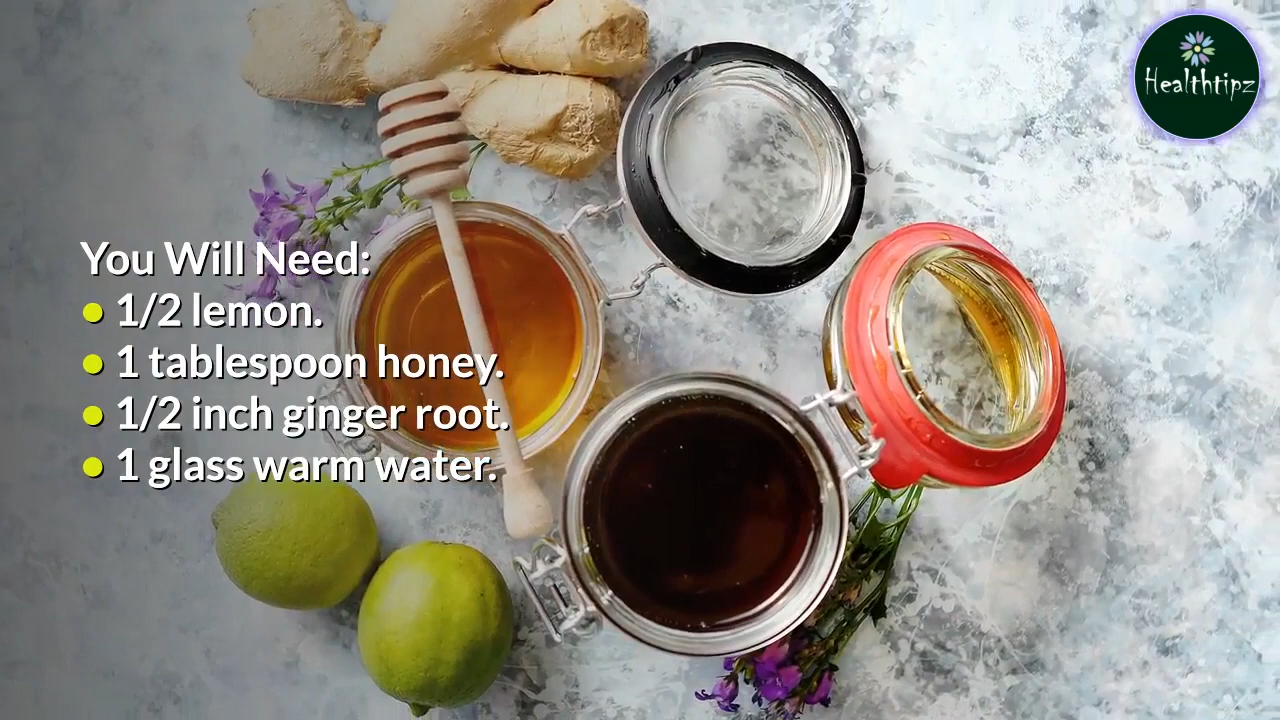 Healthtipz
You Will Need:
● 1/2 lemon.
● 1 tablespoon honey.
● 1/2 inch ginger root.
● 1 glass warm water.